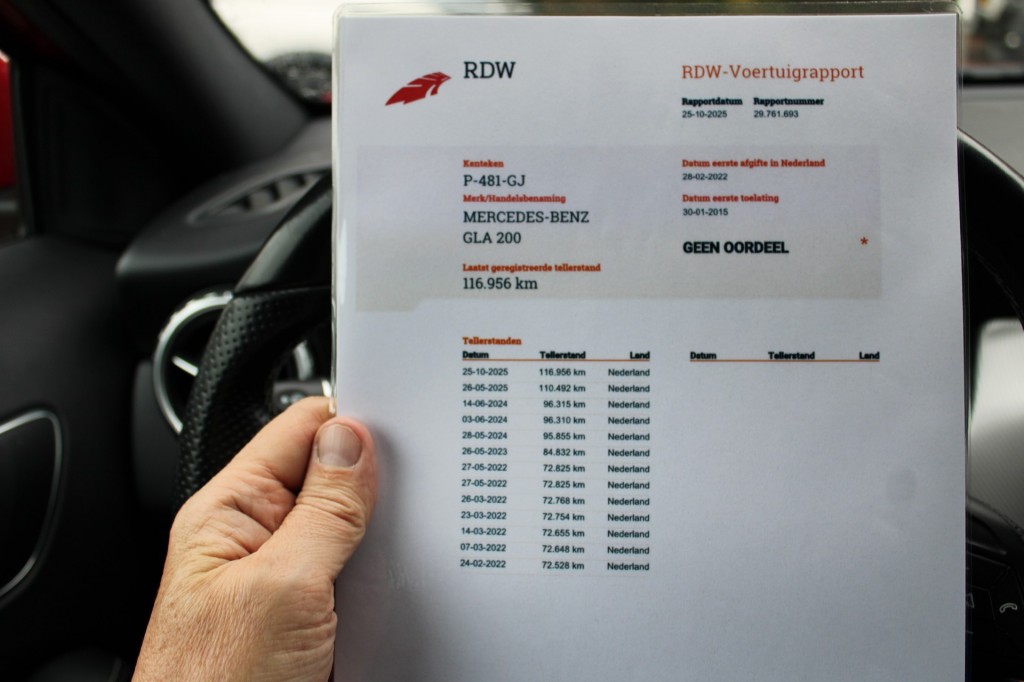 RDW
RDW-Voertuigrapport
Rapportdatum Rapportnummer
25-10-2025 29.761.693
Kenteken
P-481-GJ
Merk/Handelsbenaming
MERCEDES-BENZ
GLA 200
Laatst geregistreerde tellerstand
116.956 km
Datum eerste afgifte in Nederland
28-02-2022
Datum eerste toelating
30-01-2015
GEEN OORDEEL *
Tellerstanden
Datum Tellerstand Land
25-10-2025 116.956 km Nederland
26-05-2025 110.492 km Nederland
14-06-2024 96.315 km Nederland
03-06-2024 96.310 km Nederland
28-05-2024 95.855 km Nederland
26-05-2023 84.832 km Nederland
27-05-2022 72.825 km Nederland
27-05-2022 72.825 km Nederland
26-03-2022 72.768 km Nederland
23-03-2022 72.754 km Nederland
14-03-2022 72.655 km Nederland
07-03-2022 72.648 km Nederland
24-02-2022 72.528 km Nederland
Datum Tellerstand Land